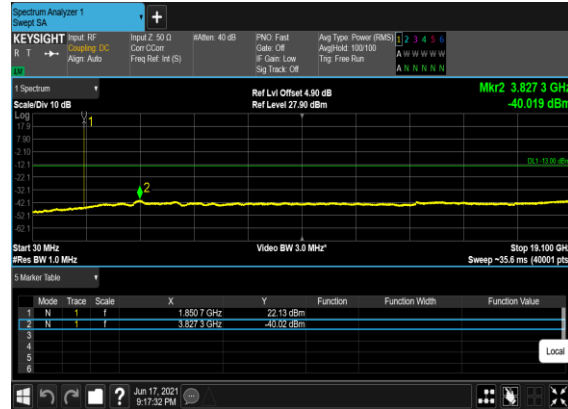 Spectrum Analyzer 1
Swept SA
+
KEYSIGHT Input: RF Input Z: 50 Ω #Atten: 40 dB PNO: Fast Avg Type: Power (RMS) 1 2 3 4 5 6
R T Coupling: DC Corr CCorr Gate: Off Avg|Hold: 100/100 A W W W W W
Align: Auto Freq Ref: Int (S) IF Gain: Low Trig: Free Run
LXI Sig Track: Off A N N N N N
1 Spectrum Ref Lvl Offset 4.90 dB Mkr2 3.827 3 GHz
Scale/Div 10 dB Ref Level 27.90 dBm -40.019 dBm
Log
17.9 1
7.90
-2.10
-12.1 DL1 -13.00 dBm
-22.1
-32.1 2
-42.1
-52.1
-62.1
Start 30 MHz Video BW 3.0 MHz* Stop 19.100 GHz
#Res BW 1.0 MHz Sweep ~35.6 ms (40001 pts)
5 Marker Table
Mode Trace Scale X Y Function Function Width Function Value
1 N 1 f 1.850 7 GHz 22.13 dBm
2 N 1 f 3.827 3 GHz -40.02 dBm
3
4
5
6
Local
? Jun 17, 2021
9:17:32 PM